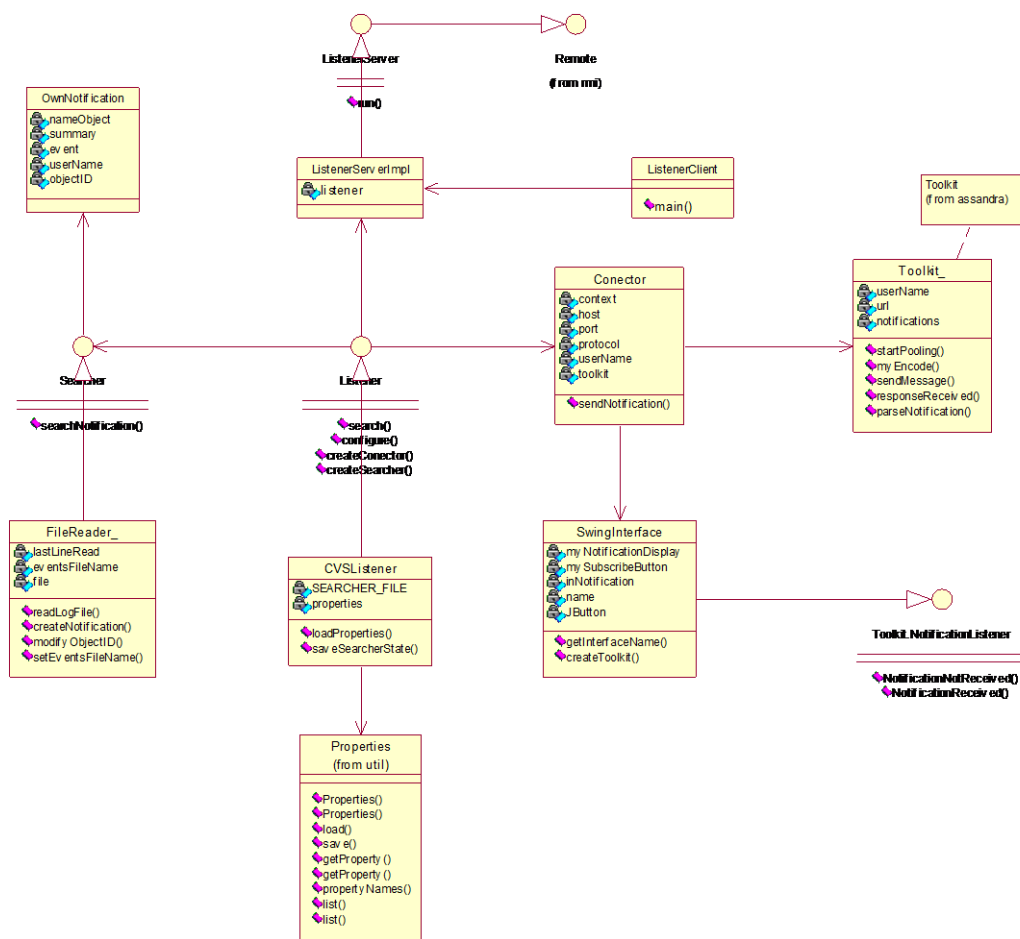 ListenerServer
run()
Remote
(from rmi)
OwnNotification
nameObject
summary
event
userName
objectID
ListenerServerImpl
listener
ListenerClient
main()
Toolkit
(from assandra)
Conector
context
host
port
protocol
userName
toolkit
sendNotification()
Toolkit_
userName
url
notifications
startPooling()
myEncode()
sendMessage()
responseReceived()
parseNotification()
Searcher
searchNotification()
Listener
search()
configure()
createConector()
createSearcher()
FileReader_
lastLineRead
eventsFileName
file
readLogFile()
createNotification()
modifyObjectID()
setEventsFileName()
CVSListener
SEARCHER_FILE
properties
loadProperties()
saveSearcherState()
SwingInterface
myNotificationDisplay
mySubscribeButton
inNotification
name
JButton
getInterfaceName()
createToolkit()
Toolkit.NotificationListener
NotificationNotReceived()
NotificationReceived()
Properties
(from util)
Properties()
Properties()
load()
save()
getProperty()
getProperty()
propertyNames()
list()
list()